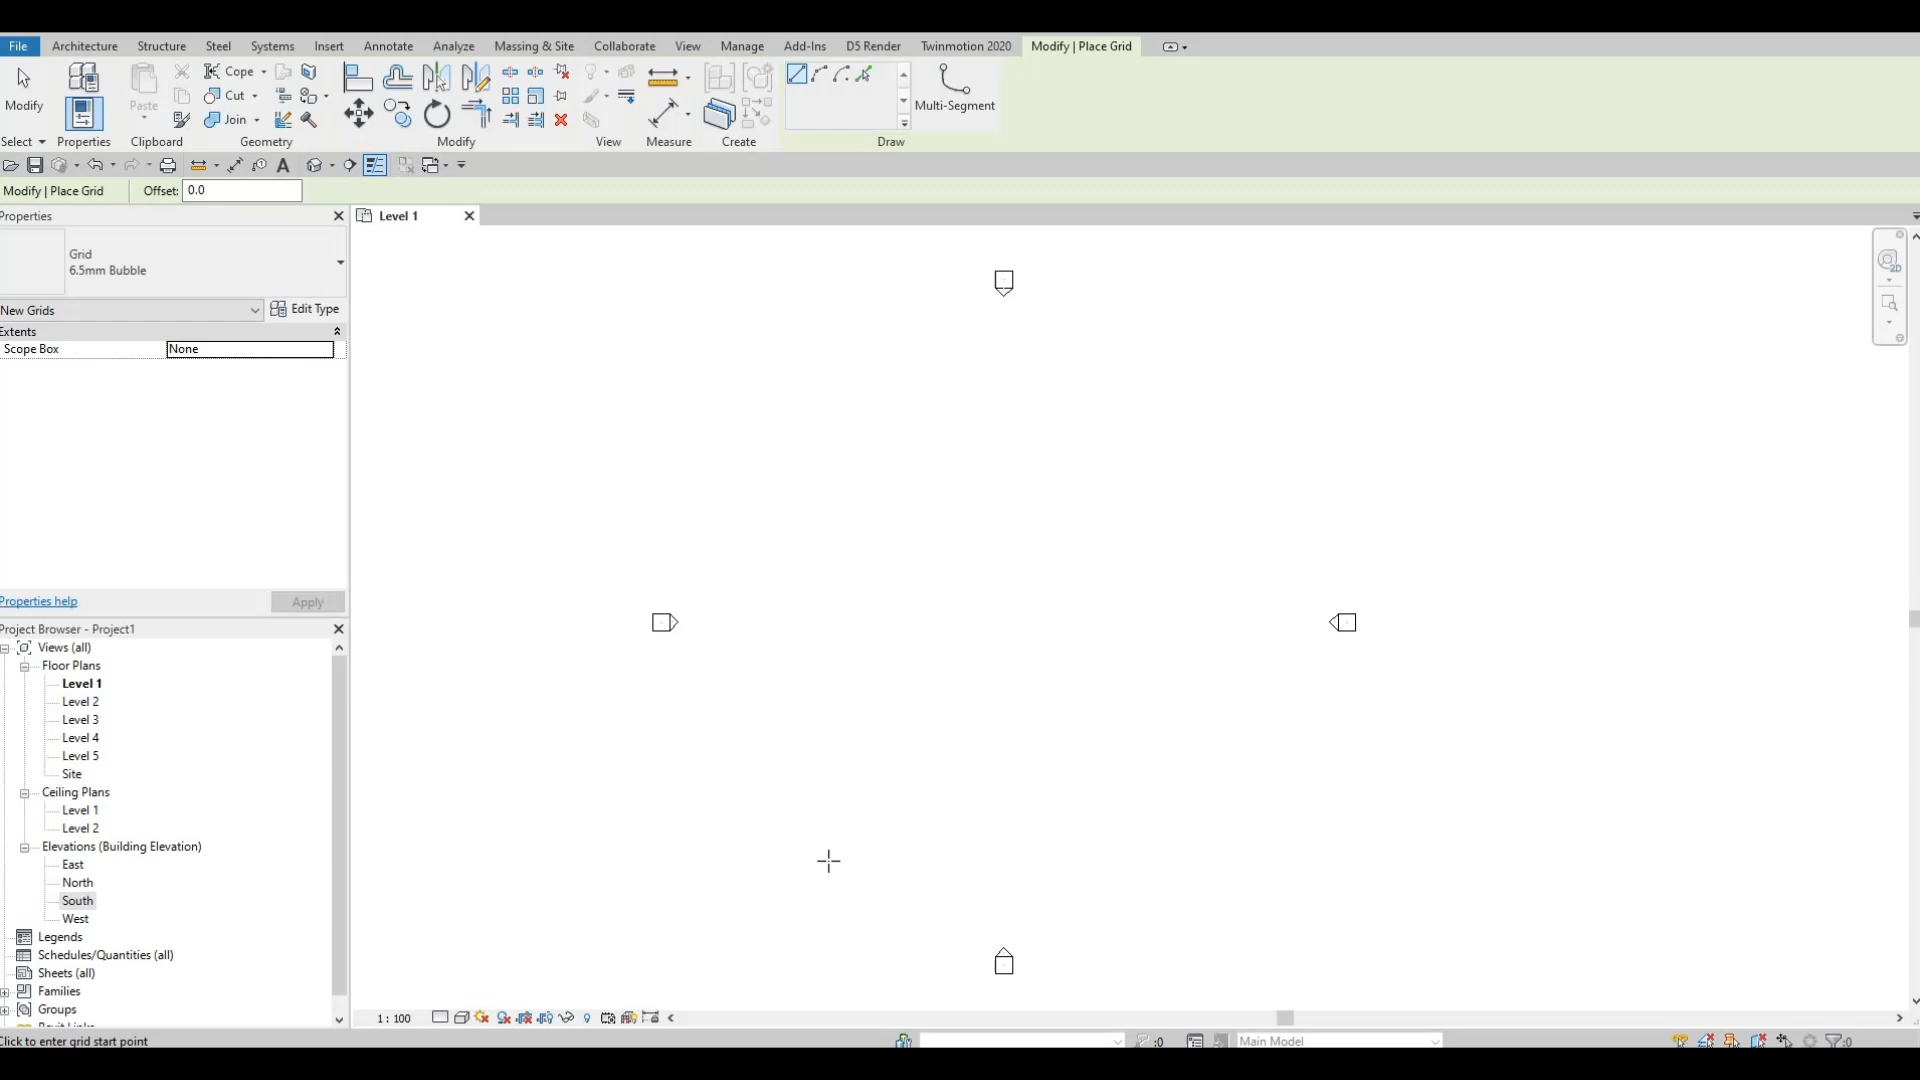 File Architecture Structure Steel Systems Insert Annotate Analyze Massing & Site Collaborate View Manage Add-Ins D5 Render Twinmotion 2020 Modify | Place Grid
Cope
Modify Paste Cut Multi-Segment
Join
Select Properties Clipboard Geometry Modify View Measure Create Draw
Modify | Place Grid Offset: 0.0
Properties
Level 1
Grid
6.5mm Bubble
New Grids Edit Type
Extents
Scope Box None
Properties help Apply
Project Browser - Project1
Views (all)
Floor Plans
Level 1
Level 2
Level 3
Level 4
Level 5
Site
Ceiling Plans
Level 1
Level 2
Elevations (Building Elevation)
East
North
South
West
Legends
Schedules/Quantities (all)
Sheets (all)
Families
Groups
1 : 100
Click to enter grid start point :0 Main Model :0